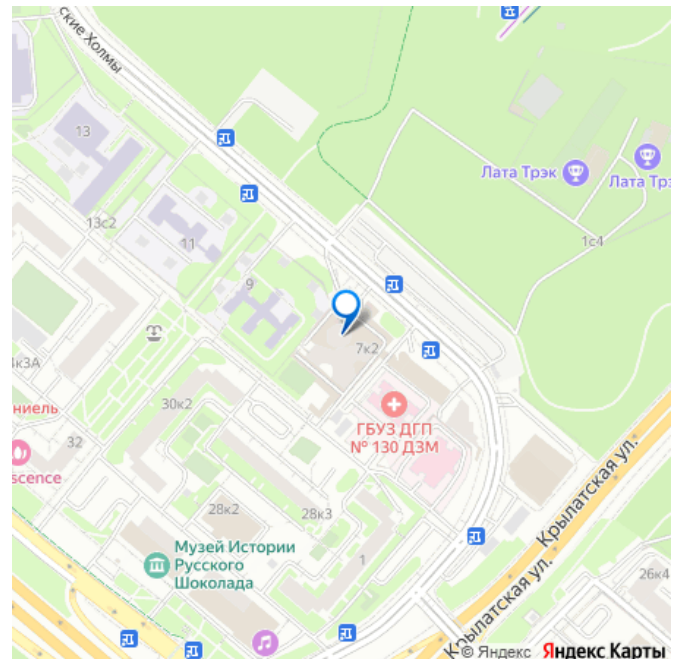 ские Холмы
13
Лата Трэк
Лата Трэ
13с2
11
1с4
9
7к2
4к3А
30к2
ниель
32
scence
ГБУЗ ДГП
№ 130 ДЗМ
28к2
28к3
1
Крылатская ул.
Музей Истории
Русского
Шоколада
26к4
Крылатская ул.
© Яндекс Яндекс Карты